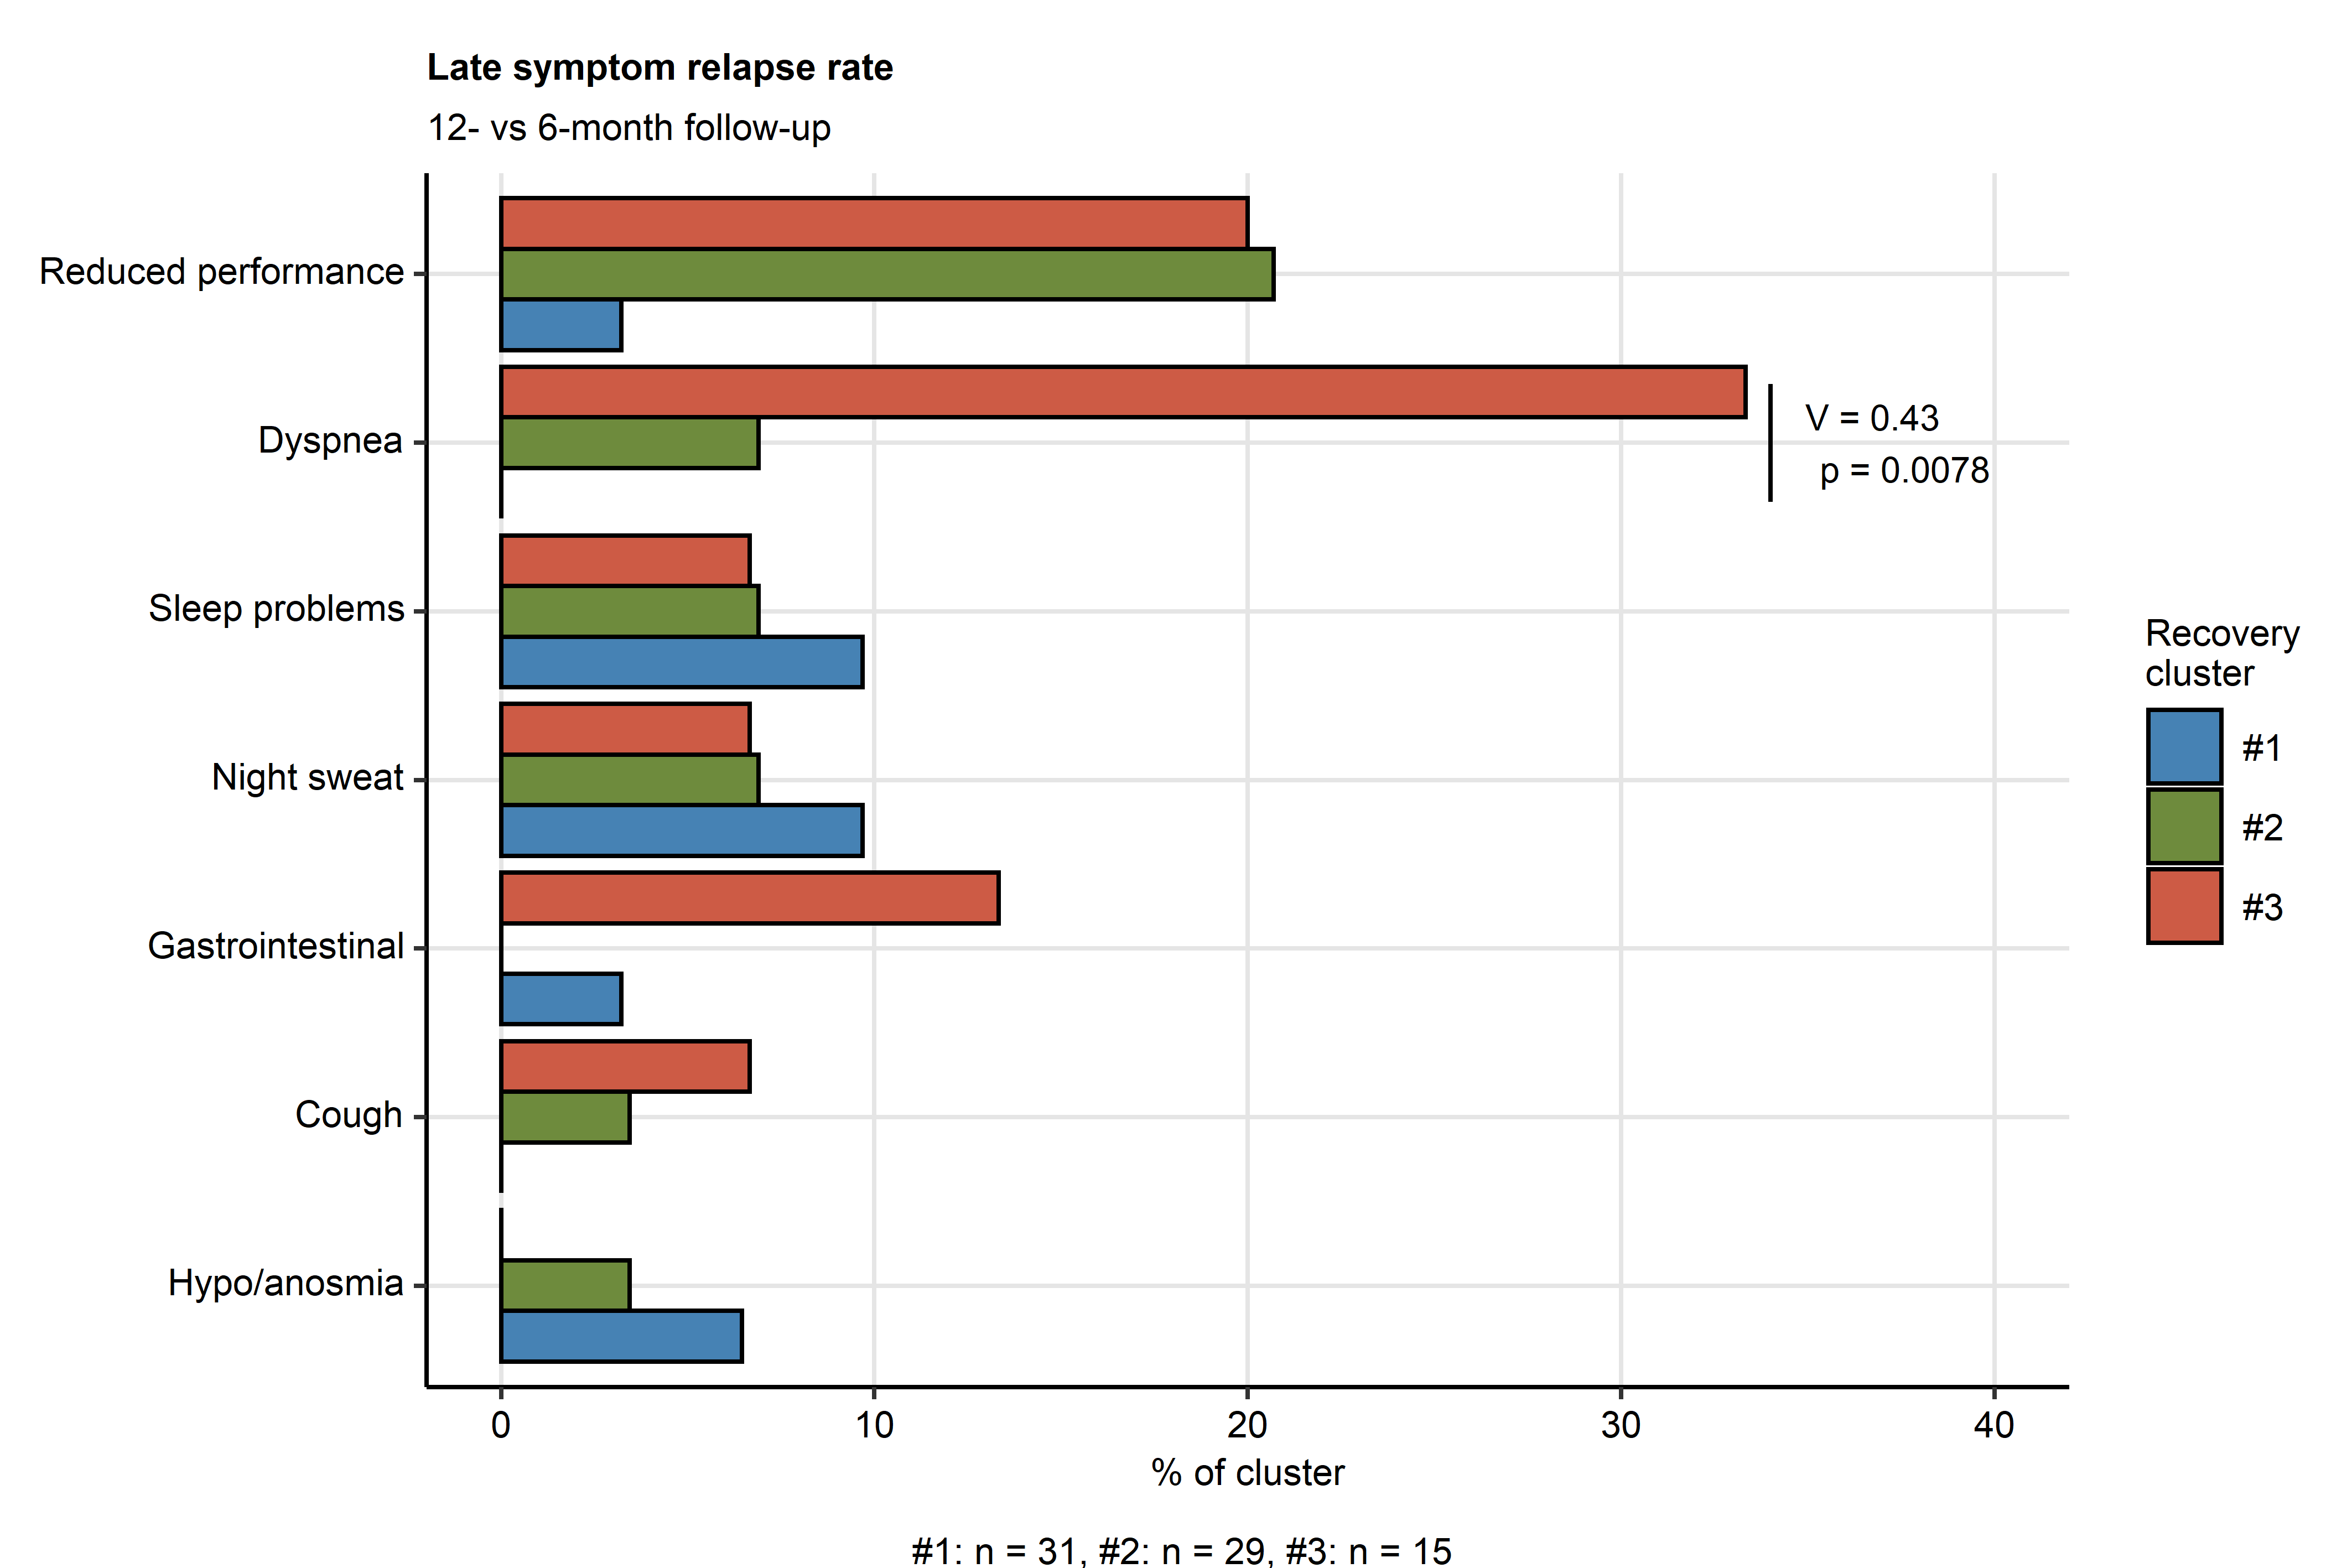 Late symptom relapse rate
12- vs 6-month follow-up
Reduced performance
Dyspnea
V = 0.43
p = 0.0078
Sleep problems
Night sweat
Gastrointestinal
Cough
Hypo/anosmia
0 10 20 30 40
% of cluster
#1: n = 31, #2: n = 29, #3: n = 15
Recovery
cluster
#1
#2
#3